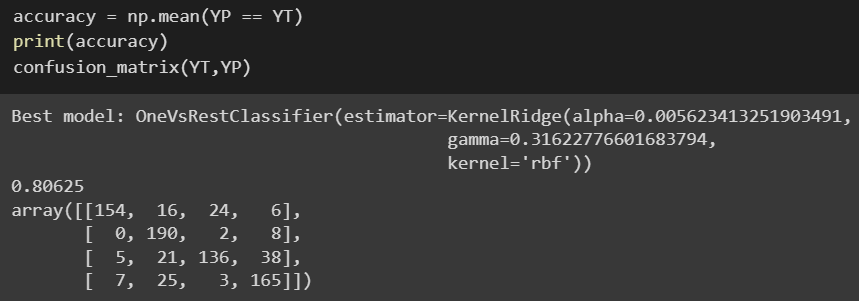 accuracy = np.mean(YP == YT)
print(accuracy)
confusion_matrix(YT,YP)
Best model: OneVsRestClassifier(estimator=KernelRidge(alpha=0.005623413251903491,
gamma=0.31622776601683794,
kernel='rbf'))
0.80625
array([[154,  16,  24,   6],
       [  0, 190,   2,   8],
       [  5,  21, 136,  38],
       [  7,  25,   3, 165]])